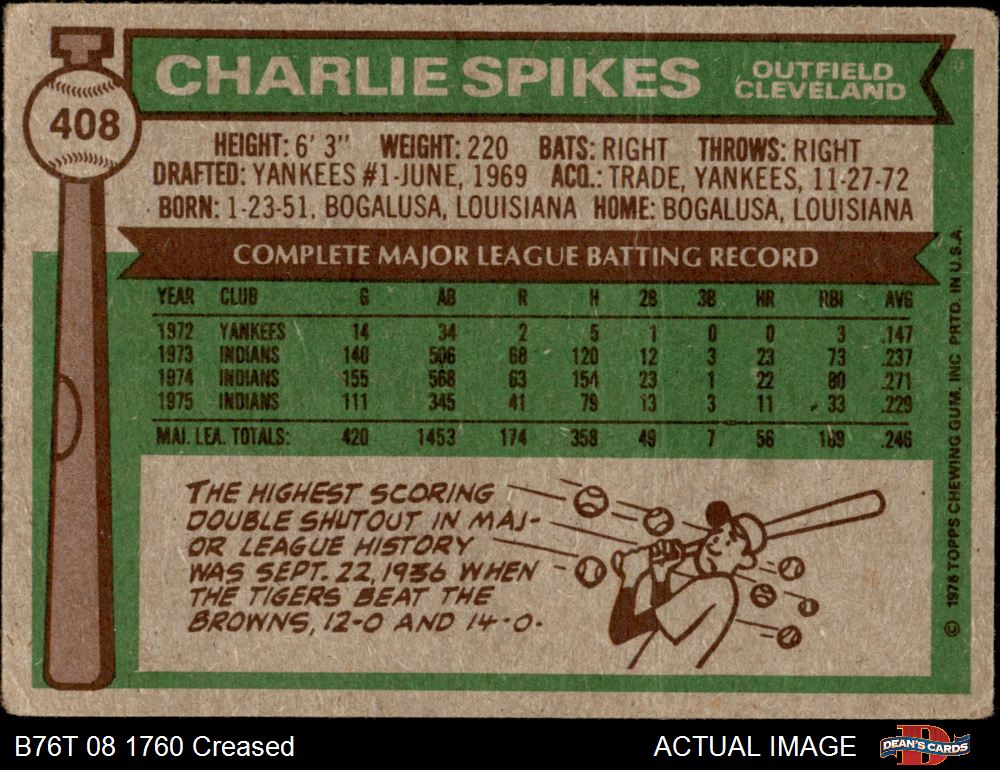 CHARLIE SPIKES
OUTFIELD
CLEVELAND
408
HEIGHT: 6' 3" WEIGHT: 220 BATS: RIGHT THROWS: RIGHT
DRAFTED: YANKEES #1-JUNE, 1969 ACQ.: TRADE, YANKEES, 11-27-72
BORN: 1-23-51, BOGALUSA, LOUISIANA HOME: BOGALUSA, LOUISIANA
COMPLETE MAJOR LEAGUE BATTING RECORD
YEAR CLUB G AB R H 2B 3B HR RBI AVG
1972 YANKEES 14 34 2 5 1 0 0 3 .147
1973 INDIANS 140 506 68 120 12 3 23 73 .237
1974 INDIANS 155 568 63 154 23 1 22 80 .271
1975 INDIANS 111 345 41 79 13 3 11 33 .229
MAJ. LEA. TOTALS: 420 1453 174 358 49 7 56 189 .246
THE HIGHEST SCORING
DOUBLE SHUTOUT IN MAJ-
OR LEAGUE HISTORY
WAS SEPT. 22, 1936 WHEN
THE TIGERS BEAT THE
BROWNS, 12-0 AND 14-0.
© 1976 TOPPS CHEWING GUM, INC PRTD. IN U.S.A.
B76T 08 1760 Creased
ACTUAL IMAGE
D
DEAN'S CARDS